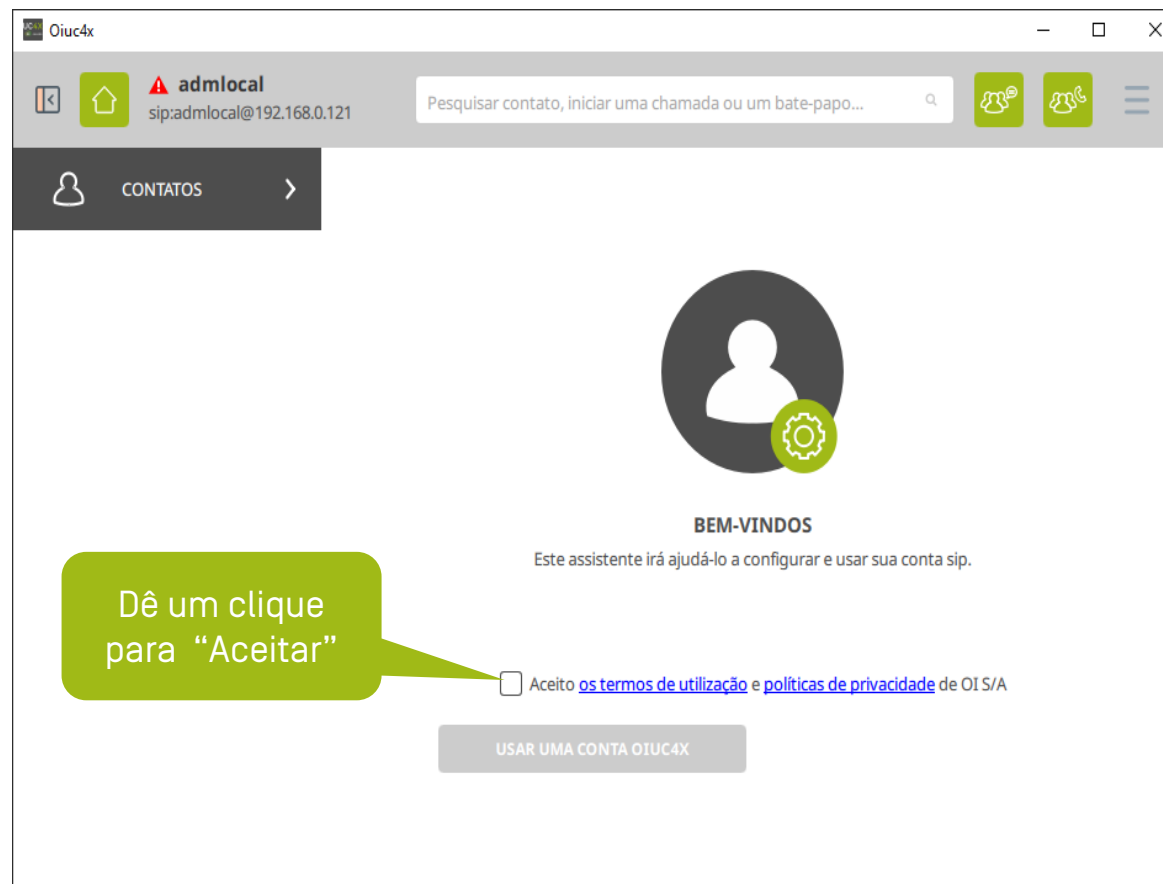 Oiuc4x
admlocal
sip:admlocal@192.168.0.121
Pesquisar contato, iniciar uma chamada ou um bate-papo...
CONTATOS
BEM-VINDOS
Este assistente irá ajudá-lo a configurar e usar sua conta sip.
Dê um clique
para “Aceitar”
Aceito os termos de utilização e políticas de privacidade de OI S/A
USAR UMA CONTA OIUC4X